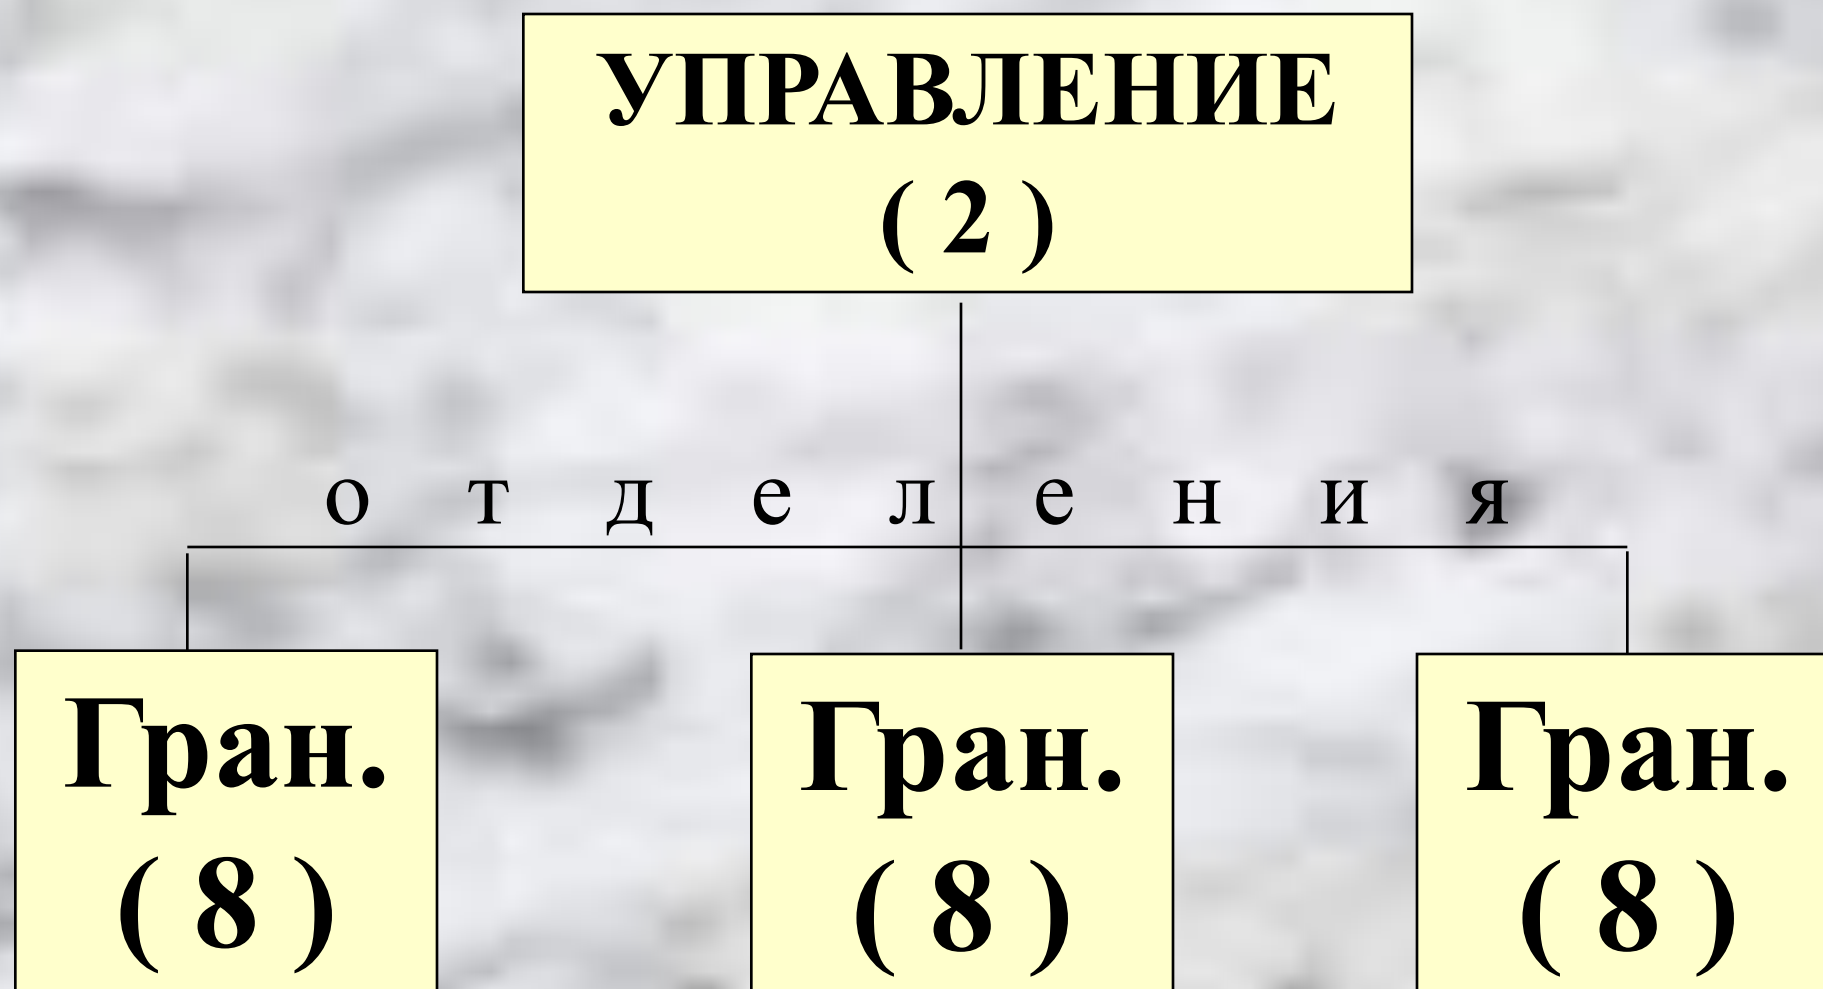 УПРАВЛЕНИЕ
( 2 )
о т д е л е н и я
Гран. Гран. Гран.
( 8 ) ( 8 ) ( 8 )